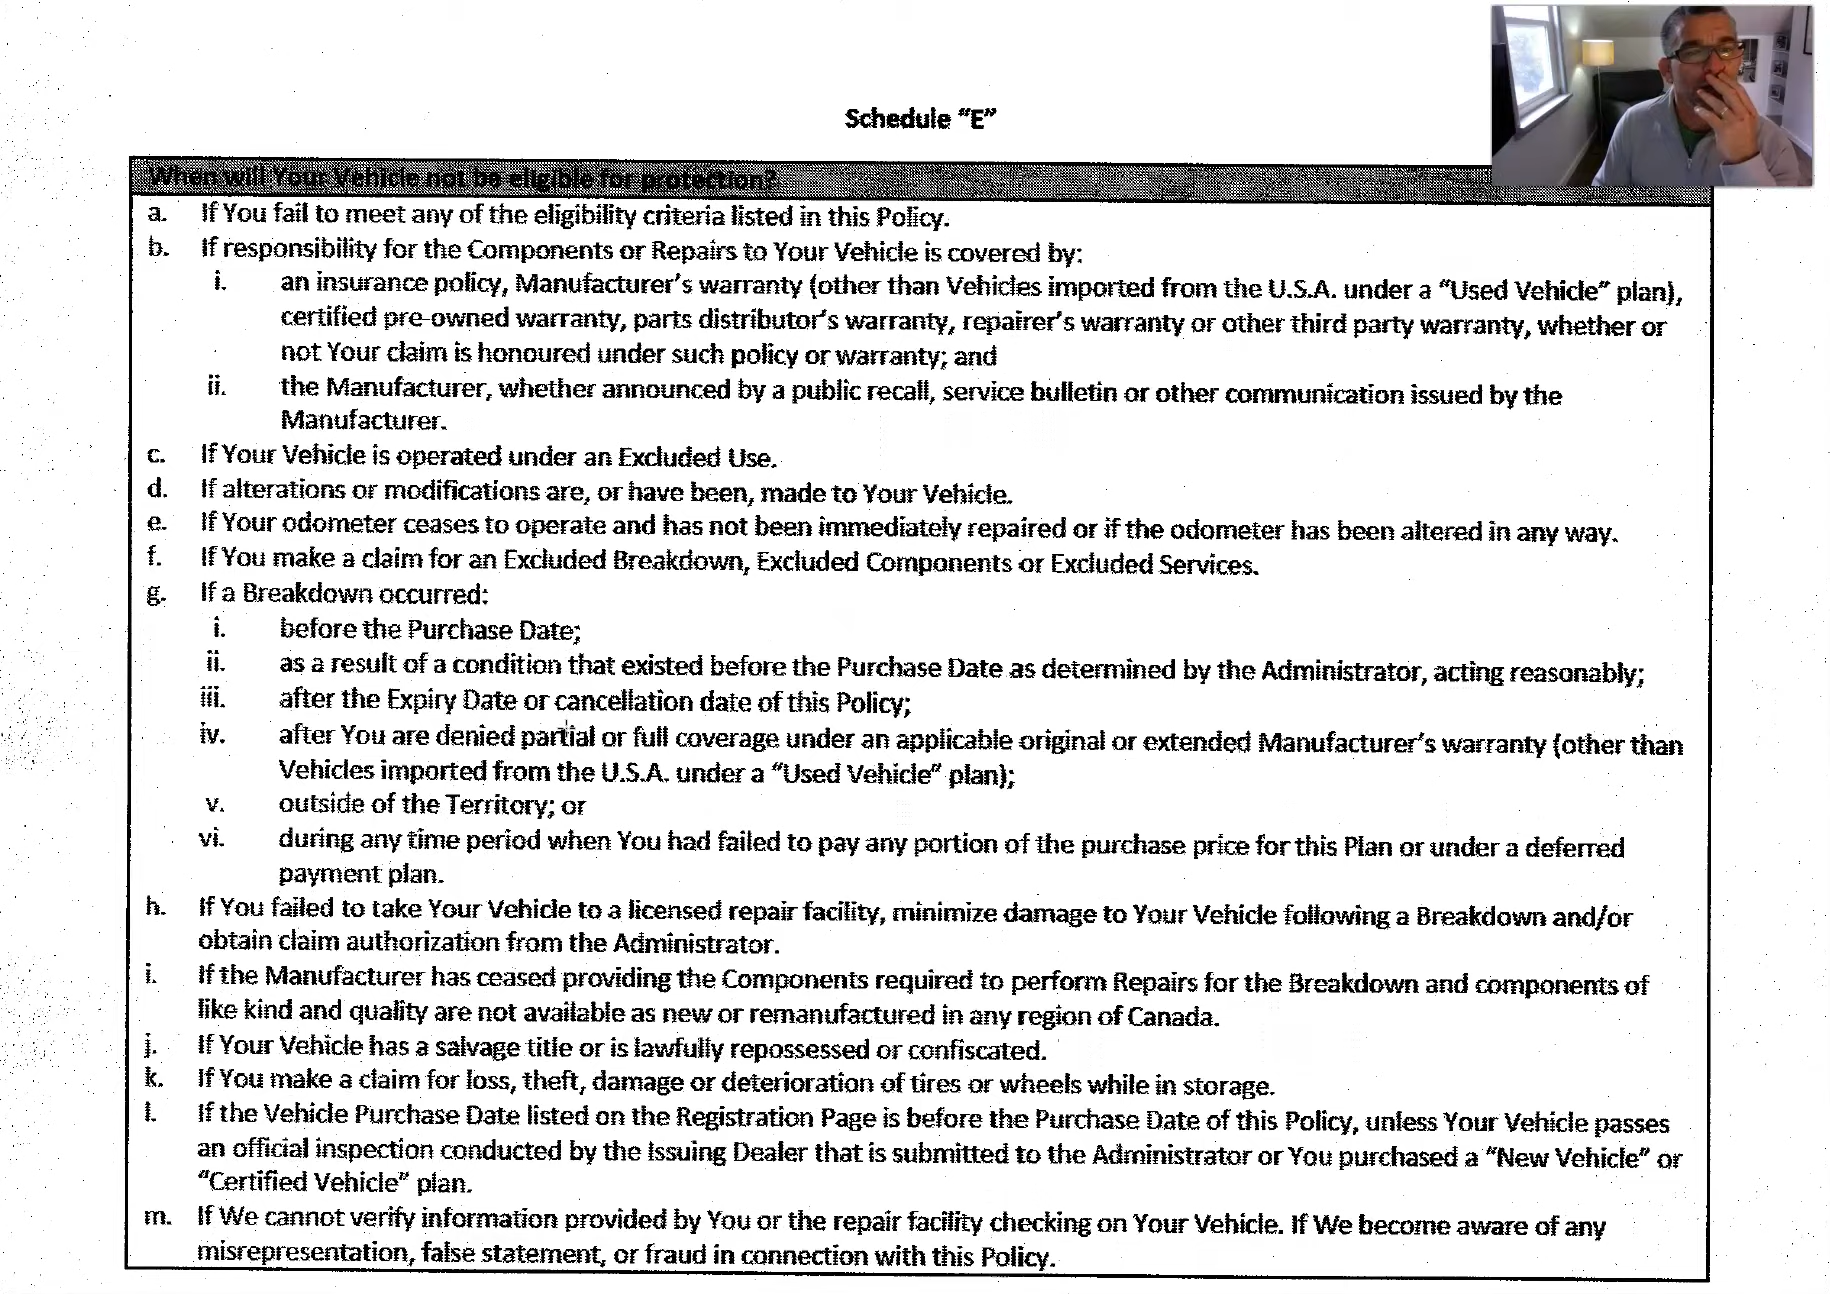 Schedule “E”
When will Your Vehicle not be eligible for protection?
a. If You fail to meet any of the eligibility criteria listed in this Policy.
b. If responsibility for the Components or Repairs to Your Vehicle is covered by:
i. an insurance policy, Manufacturer’s warranty (other than Vehicles imported from the U.S.A. under a “Used Vehicle” plan),
certified pre-owned warranty, parts distributor’s warranty, repairer’s warranty or other third party warranty, whether or
not Your claim is honoured under such policy or warranty; and
ii. the Manufacturer, whether announced by a public recall, service bulletin or other communication issued by the
Manufacturer.
c. If Your Vehicle is operated under an Excluded Use.
d. If alterations or modifications are, or have been, made to Your Vehicle.
e. If Your odometer ceases to operate and has not been immediately repaired or if the odometer has been altered in any way.
f. If You make a claim for an Excluded Breakdown, Excluded Components or Excluded Services.
g. If a Breakdown occurred:
i. before the Purchase Date;
ii. as a result of a condition that existed before the Purchase Date as determined by the Administrator, acting reasonably;
iii. after the Expiry Date or cancellation date of this Policy;
iv. after You are denied partial or full coverage under an applicable original or extended Manufacturer’s warranty (other than
Vehicles imported from the U.S.A. under a “Used Vehicle” plan);
v. outside of the Territory; or
vi. during any time period when You had failed to pay any portion of the purchase price for this Plan or under a deferred
payment plan.
h. If You failed to take Your Vehicle to a licensed repair facility, minimize damage to Your Vehicle following a Breakdown and/or
obtain claim authorization from the Administrator.
i. If the Manufacturer has ceased providing the Components required to perform Repairs for the Breakdown and components of
like kind and quality are not available as new or remanufactured in any region of Canada.
j. If Your Vehicle has a salvage title or is lawfully repossessed or confiscated.
k. If You make a claim for loss, theft, damage or deterioration of tires or wheels while in storage.
l. If the Vehicle Purchase Date listed on the Registration Page is before the Purchase Date of this Policy, unless Your Vehicle passes
an official inspection conducted by the Issuing Dealer that is submitted to the Administrator or You purchased a “New Vehicle” or
“Certified Vehicle” plan.
m. If We cannot verify information provided by You or the repair facility checking on Your Vehicle. If We become aware of any
misrepresentation, false statement, or fraud in connection with this Policy.